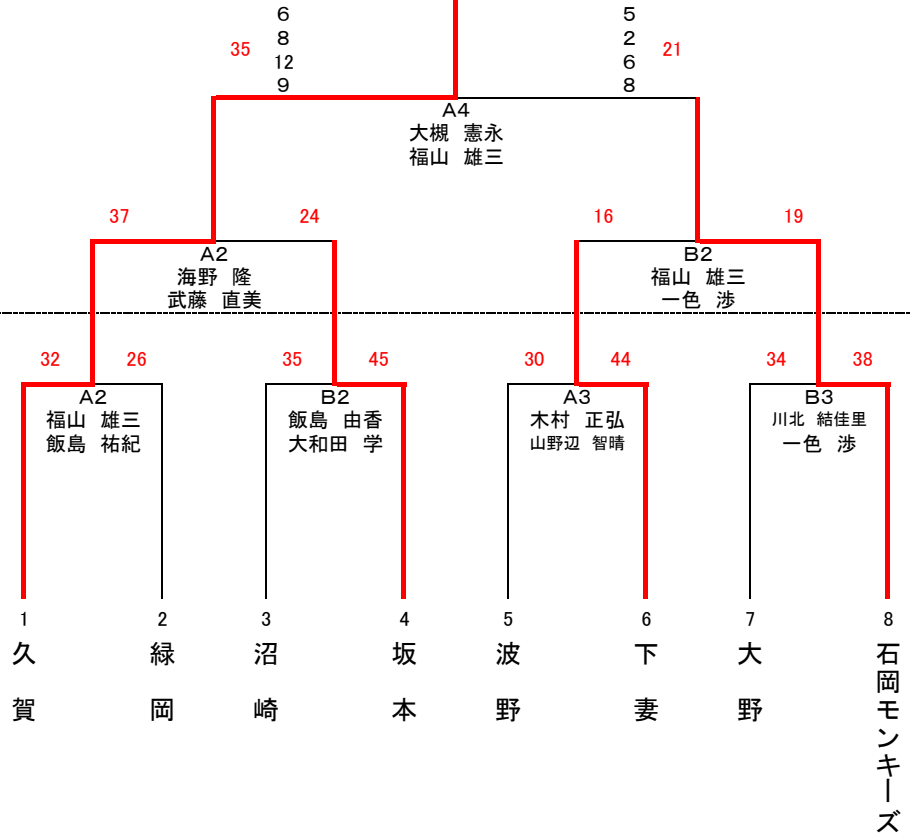 6 5
8 2
35 21
12 6
9 8
A4
大槻 憲永
福山 雄三
37 24 16 19
A2 B2
海野 隆 福山 雄三
武藤 直美 一色 渉
32 26 35 45 30 44 34 38
A2 B2 A3 B3
福山 雄三 飯島 由香 木村 正弘 川北 結佳里
飯島 祐紀 大和田 学 山野辺 智晴 一色 渉
1 2 3 4 5 6 7 8
久賀
緑岡
沼崎
坂本
波野
下妻
大野
石岡モンキーズ